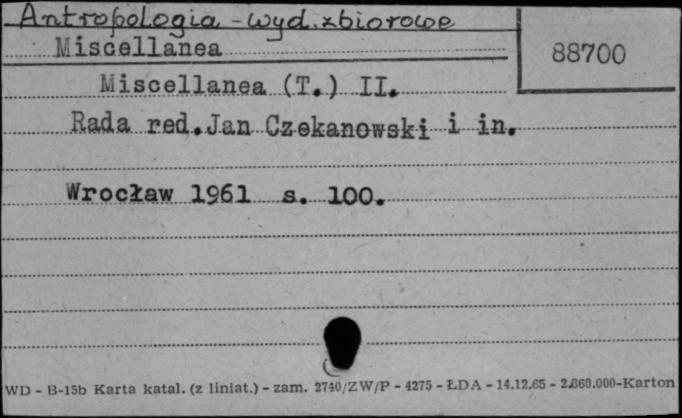 Antropologia - wyd. zbiorowe
Miscellanea
88700
Miscellanea (T.) II.
Rada red. Jan Czekanowski i in.
Wrocław 1961 s. 100.
WD - B-15b Karta katal. (z liniat.) - zam. 2740/ZW/P - 4275 - ŁDA - 14.12.65 - 2.860.000-Karton